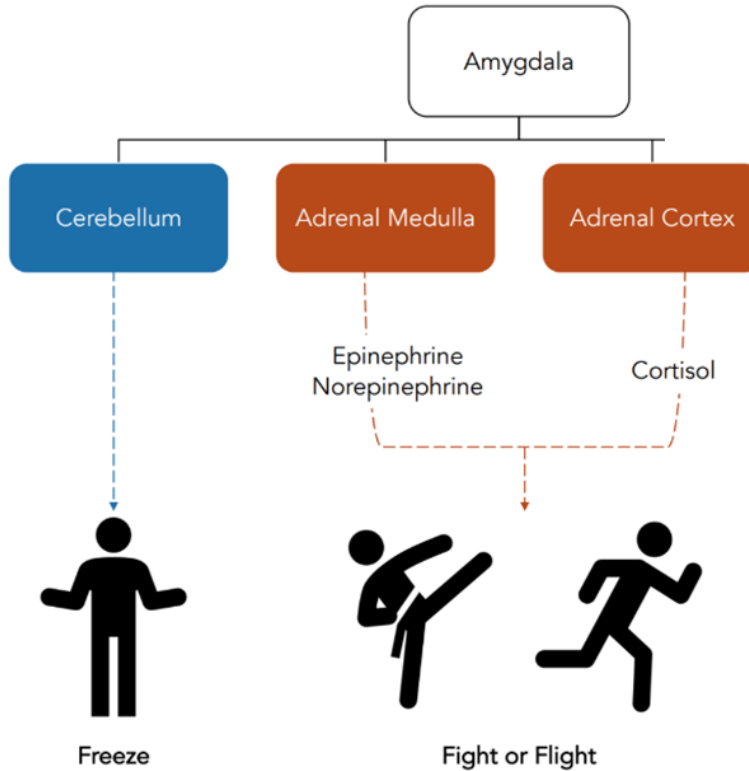 Amygdala
Cerebellum
Adrenal Medulla
Adrenal Cortex
Epinephrine
Norepinephrine
Cortisol
Freeze
Fight or Flight